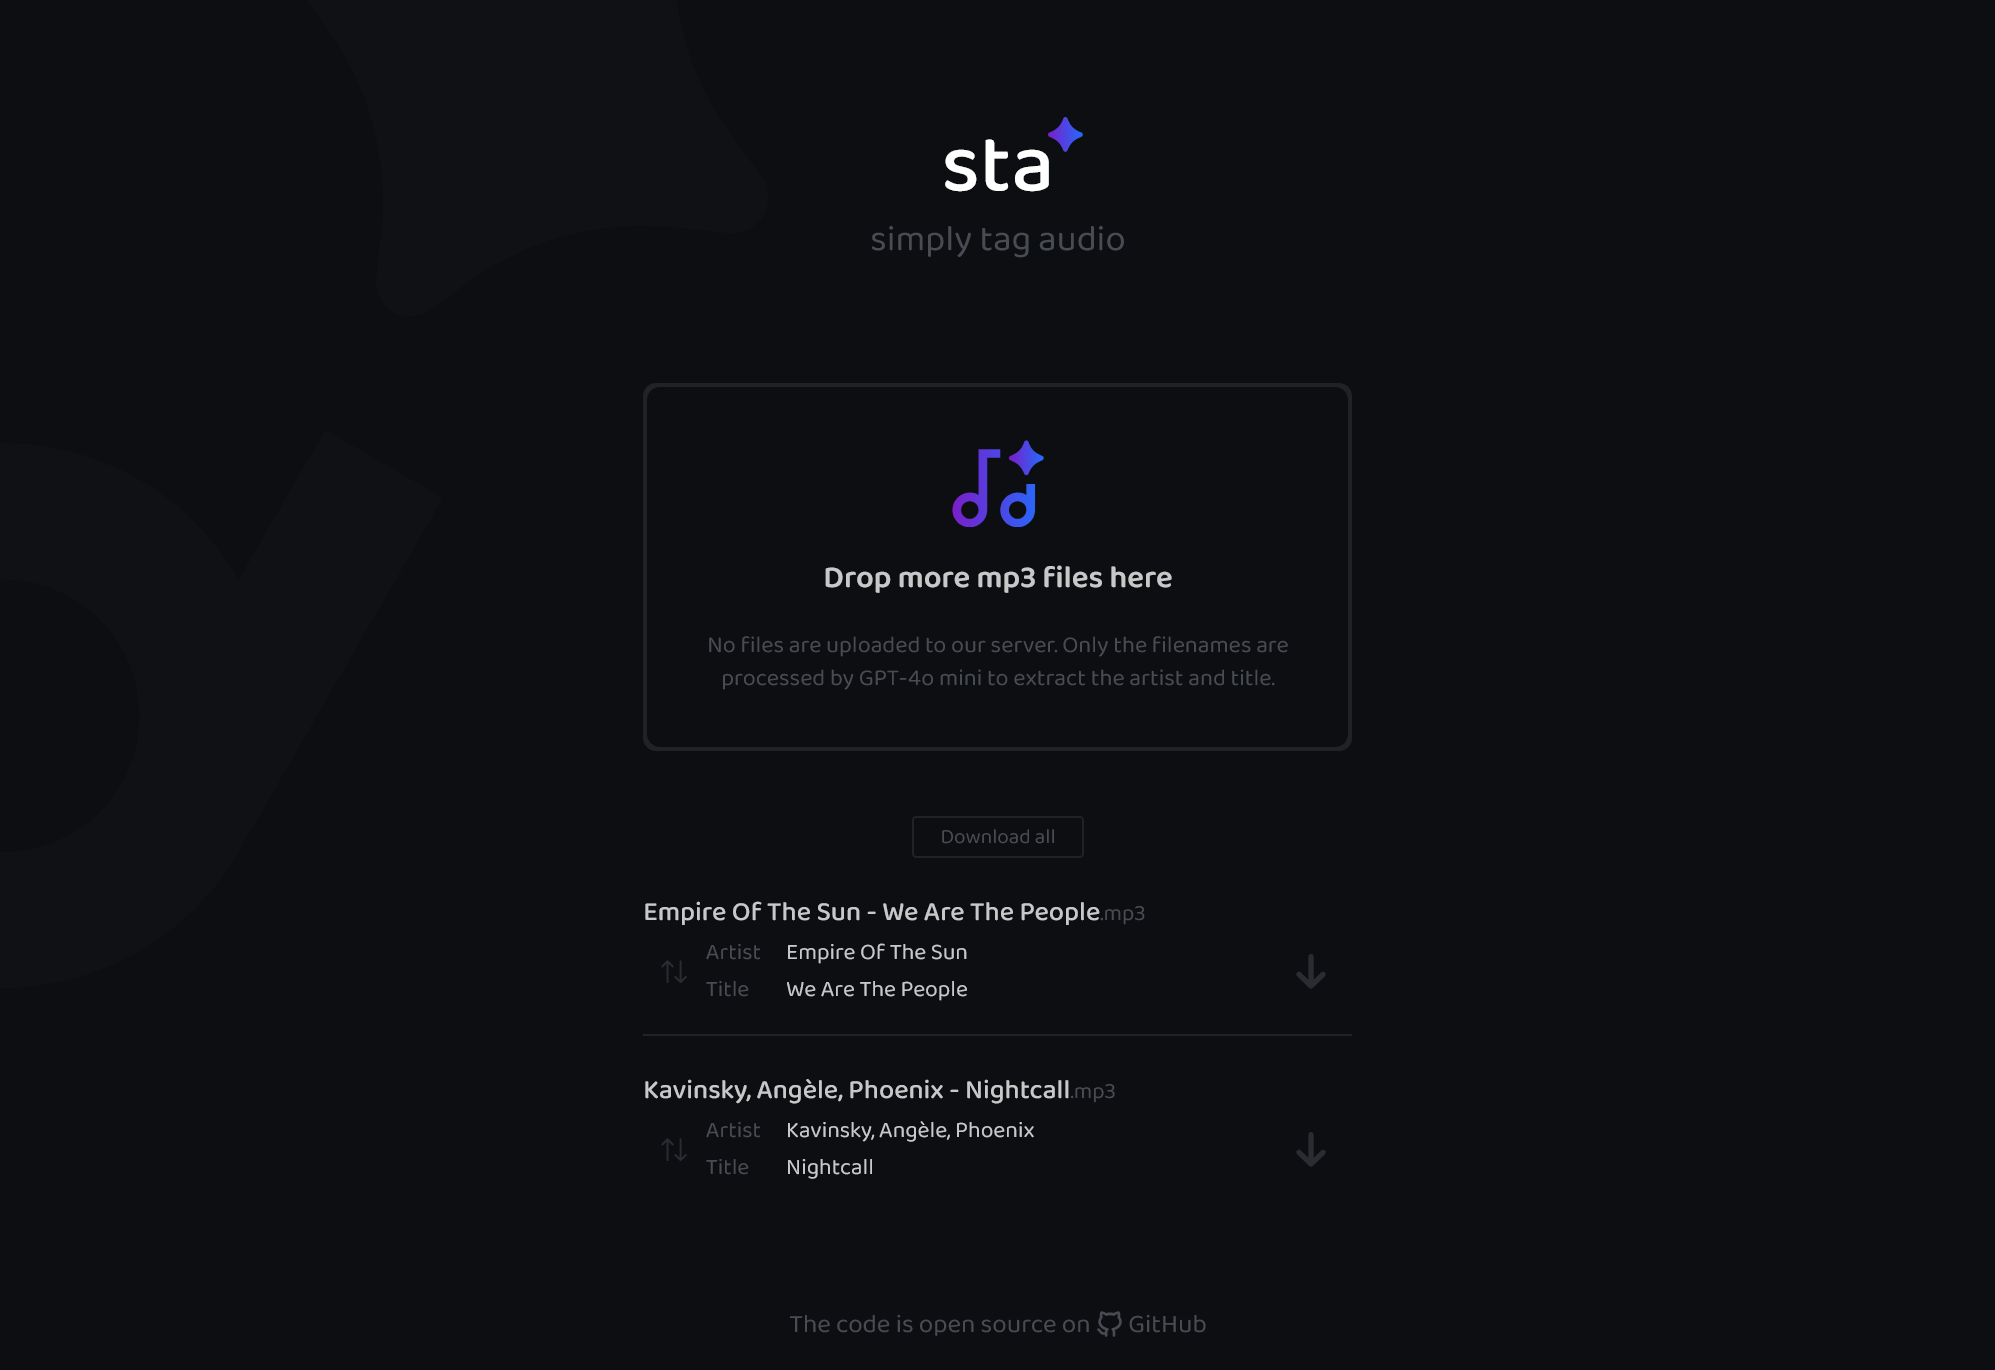 sta
simply tag audio
Drop more mp3 files here
No files are uploaded to our server. Only the filenames are
processed by GPT-4o mini to extract the artist and title.
Download all
Empire Of The Sun - We Are The People.mp3
Artist Empire Of The Sun
Title We Are The People
Kavinsky, Angèle, Phoenix - Nightcall.mp3
Artist Kavinsky, Angèle, Phoenix
Title Nightcall
The code is open source on GitHub